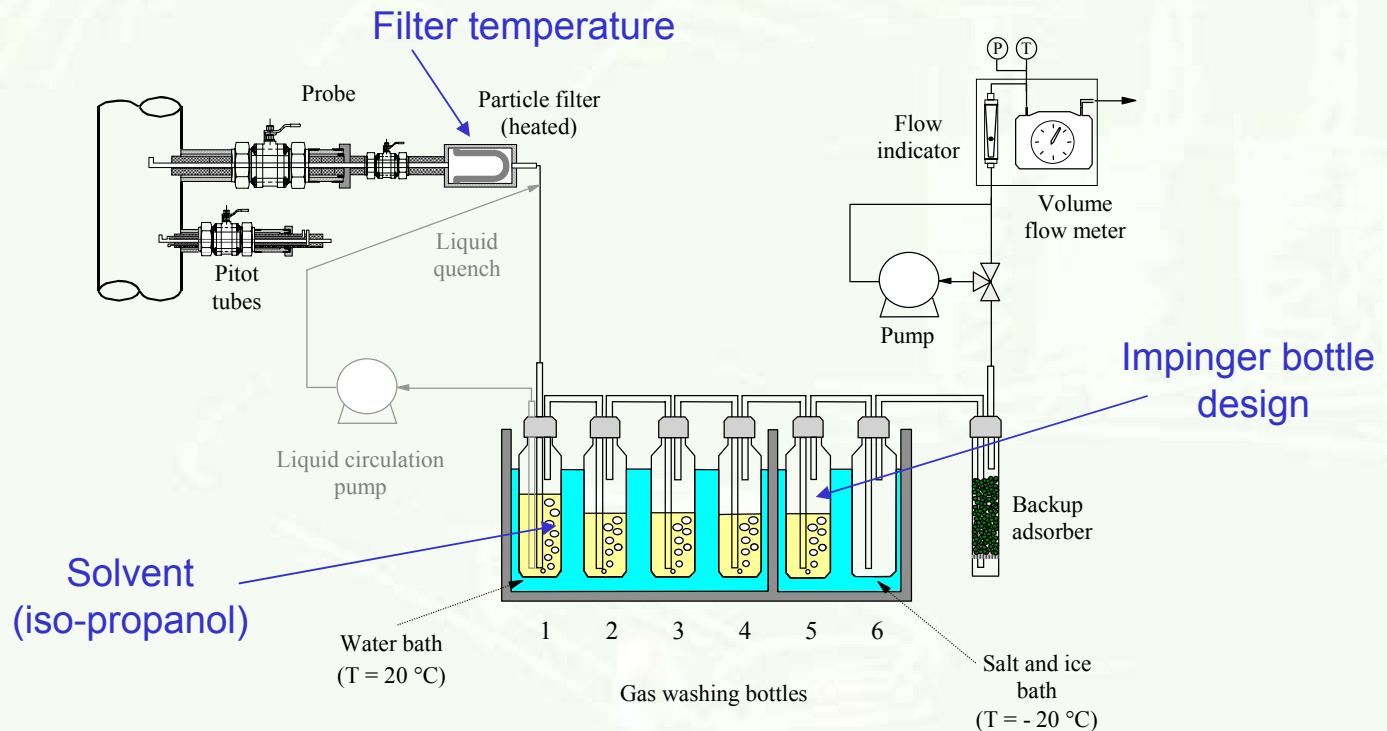 Filter temperature
P
T
Probe
Particle filter
(heated)
Flow
indicator
Volume
flow meter
Liquid
quench
Pitot
tubes
Pump
Impinger bottle
design
Liquid circulation
pump
Backup
adsorber
Solvent
(iso-propanol)
Water bath
(T = 20 °C)
1 2 3 4 5 6
Salt and ice
bath
(T = - 20 °C)
Gas washing bottles